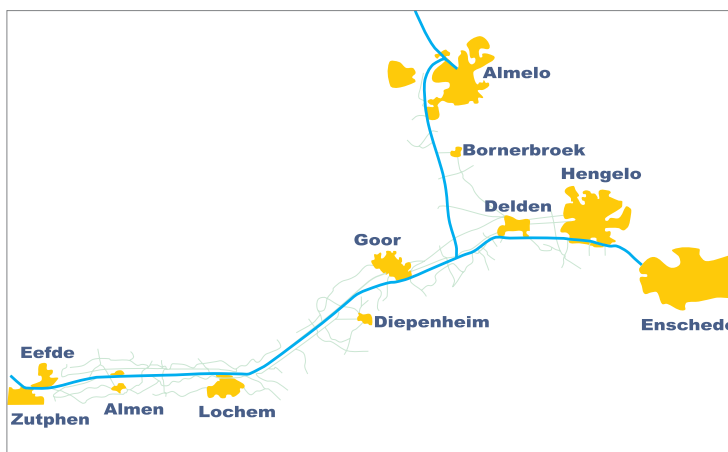 Almelo
Bornerbroek
Hengelo
Delden
Goor
Diepenheim
Enschede
Eefde
Almen
Lochem
Zutphen